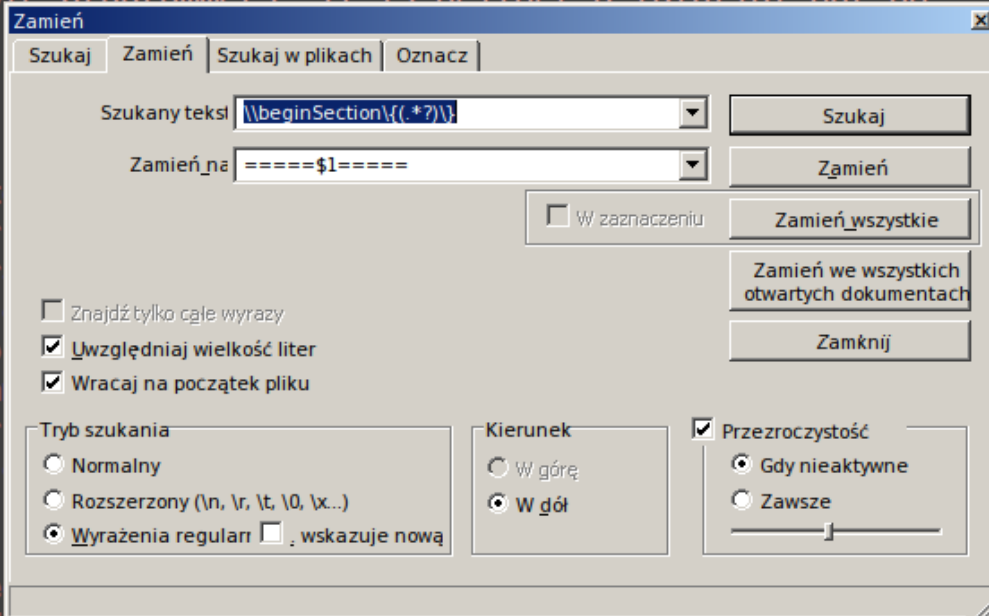 Zamień
Szukaj Zamień Szukaj w plikach Oznacz
Szukany tekst \\beginSection\{(.*?)\\} Szukaj
Zamień na =====$1===== Zamień
W zaznaczeniu Zamień wszystkie
Zamień we wszystkich
otwartych dokumentach
Znajdź tylko całe wyrazy
Uwzględniaj wielkość liter Zamknij
Wracaj na początek pliku
Tryb szukania Kierunek Przezroczystość
Normalny W górę Gdy nieaktywne
Rozszerzony (\n, \r, \t, \0, \x...) W dół Zawsze
Wyrażenia regularr . wskazuje nową